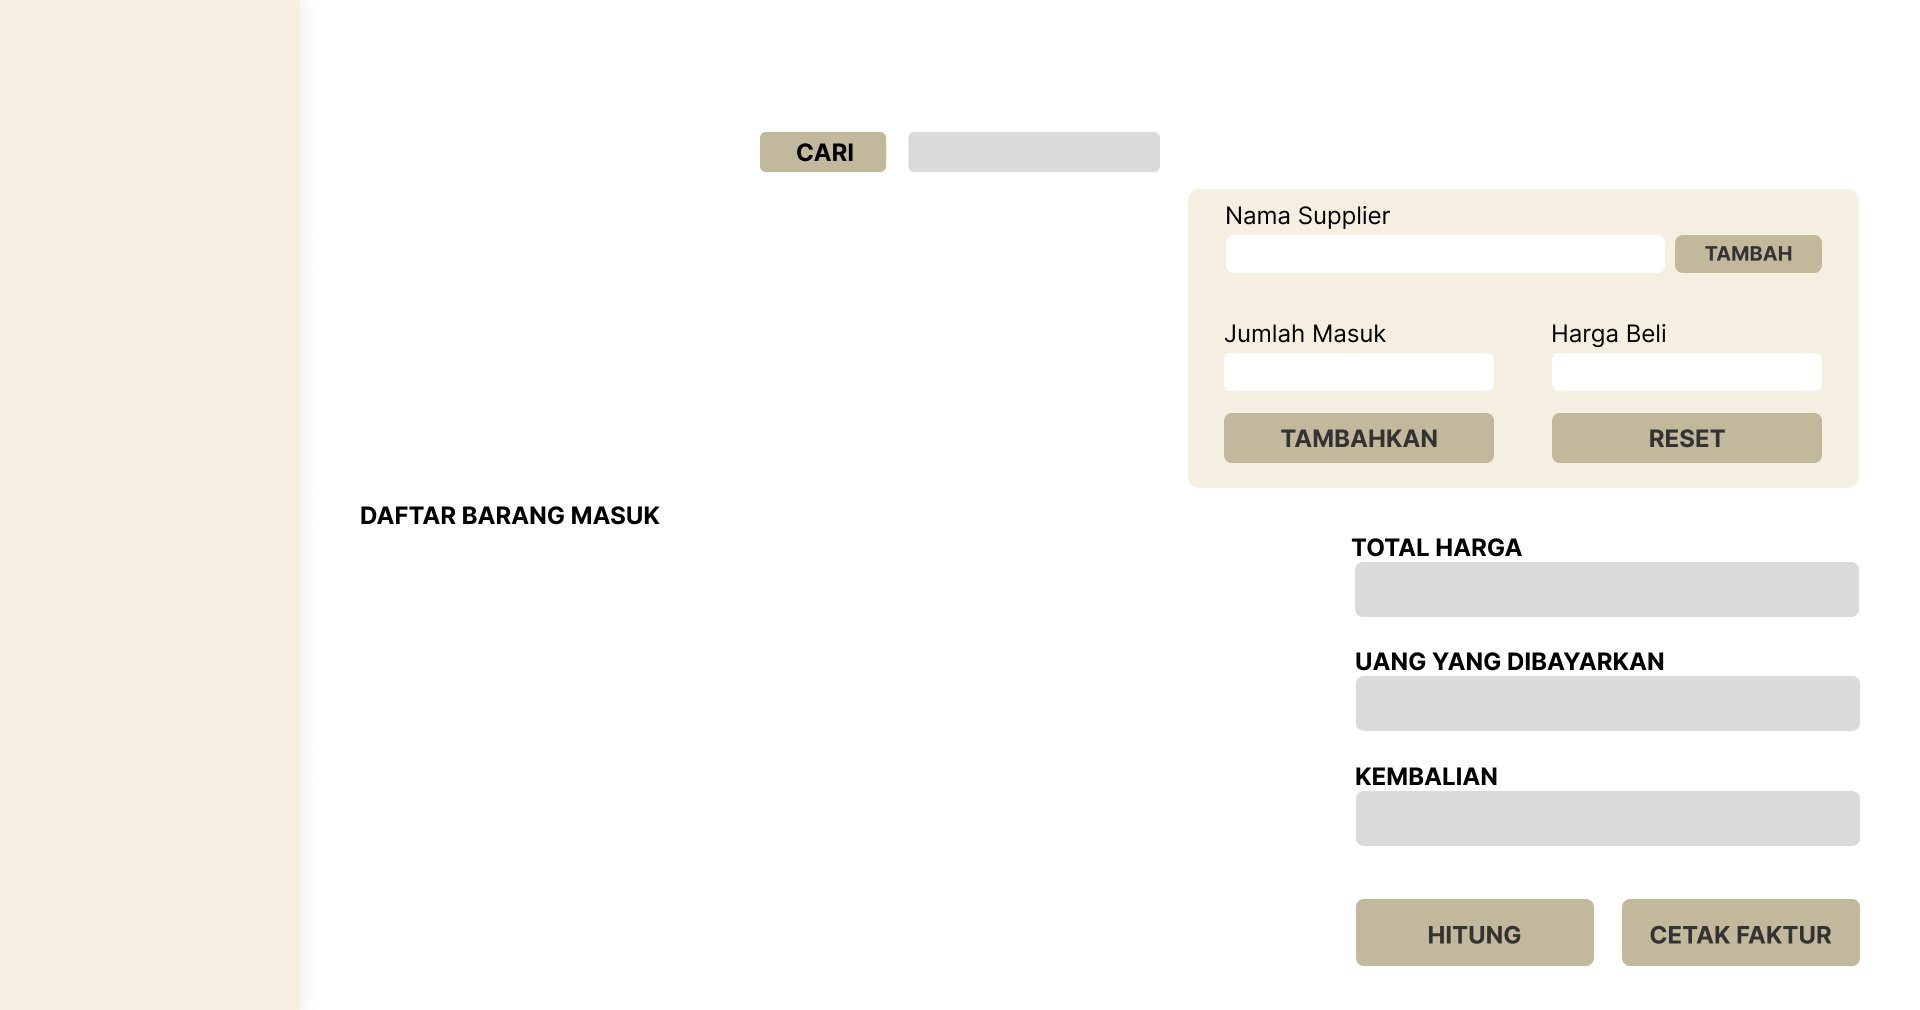 CARI
Nama Supplier
TAMBAH
Jumlah Masuk
Harga Beli
TAMBAHKAN
RESET
DAFTAR BARANG MASUK
TOTAL HARGA
UANG YANG DIBAYARKAN
KEMBALIAN
HITUNG
CETAK FAKTUR